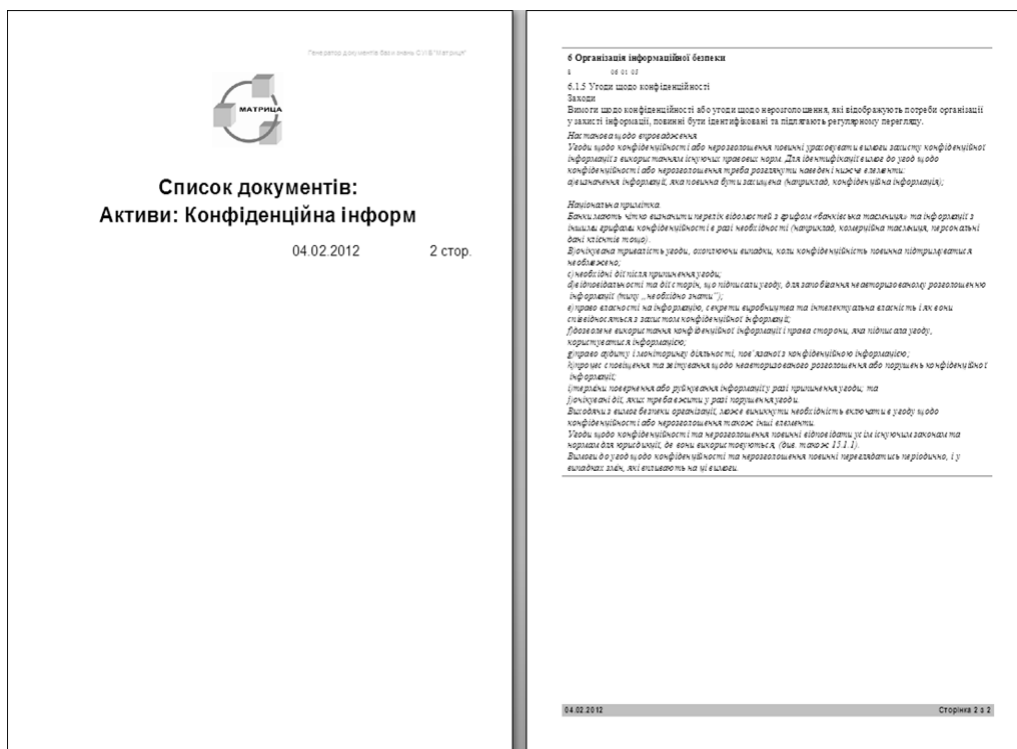 Генератор документів бази знань СУІБ "Матриця"
МАТРИЦА
Список документів:
Активи: Конфіденційна інформ
04.02.2012 2 стор.
6 Організація інформаційної безпеки
06 01 05
6.1.5 Угоди щодо конфіденційності
Заходи
Вимоги щодо конфіденційності або угоди щодо нерозголошення, які відображують потреби організації
у захисті інформації, повинні бути ідентифіковані та підлягають регулярному перегляду.
Настанова щодо впровадження
Угоди щодо конфіденційності або нерозголошення повинні ураховувати вимоги захисту конфіденційної
інформації з використанням існуючих правових норм. Для ідентифікації вимог до угод щодо
конфіденційності або нерозголошення треба розглянути наведені нижче елементи:
a)визначення інформації, яка повинна бути захищена (наприклад, конфіденційна інформація);
Національна примітка.
Банки мають чітко визначити перелік відомостей з грифом «банківська таємниця» та інформації з
іншими грифами конфіденційності в разі необхідності (наприклад, комерційна таємниця, персональні
дані клієнтів тощо).
B)очікувана тривалість угоди, охоплюючи випадки, коли конфіденційність повинна підтримуватися
необмежено;
c)необхідні дії після припинення угоди;
d)відповідальності та дії сторін, що підписали угоду, для запобігання неавторизованому розголошенню
інформації (типу „необхідно знати”);
e)право власності на інформацію, секрети виробництва та інтелектуальна власність і як вони
співвідносяться з захистом конфіденційної інформації;
f)дозволене використання конфіденційної інформації і права сторони, яка підписала угоду,
користуватися інформацією;
g)право аудиту і моніторингу діяльності, пов'язаної з конфіденційною інформацією;
h)процес сповіщення та звітування щодо неавторизованого розголошення або порушень конфіденційної
інформації;
i)терміни повернення або руйнування інформації у разі припинення угоди; та
j)очікувані дії, яких треба вжити у разі порушення угоди.
Виходячи з вимог безпеки організації, може виникнути необхідність включати в угоду щодо
конфіденційності або нерозголошення також інші елементи.
Угоди щодо конфіденційності та нерозголошення повинні відповідати усім існуючим законам та
нормам для юрисдикції, де вони використовуються, (див. також 15.1.1).
Вимоги до угод щодо конфіденційності та нерозголошення повинні переглядатись періодично, і у
випадках змін, які впливають на ці вимоги.
04.02.2012 Сторінка 2 з 2